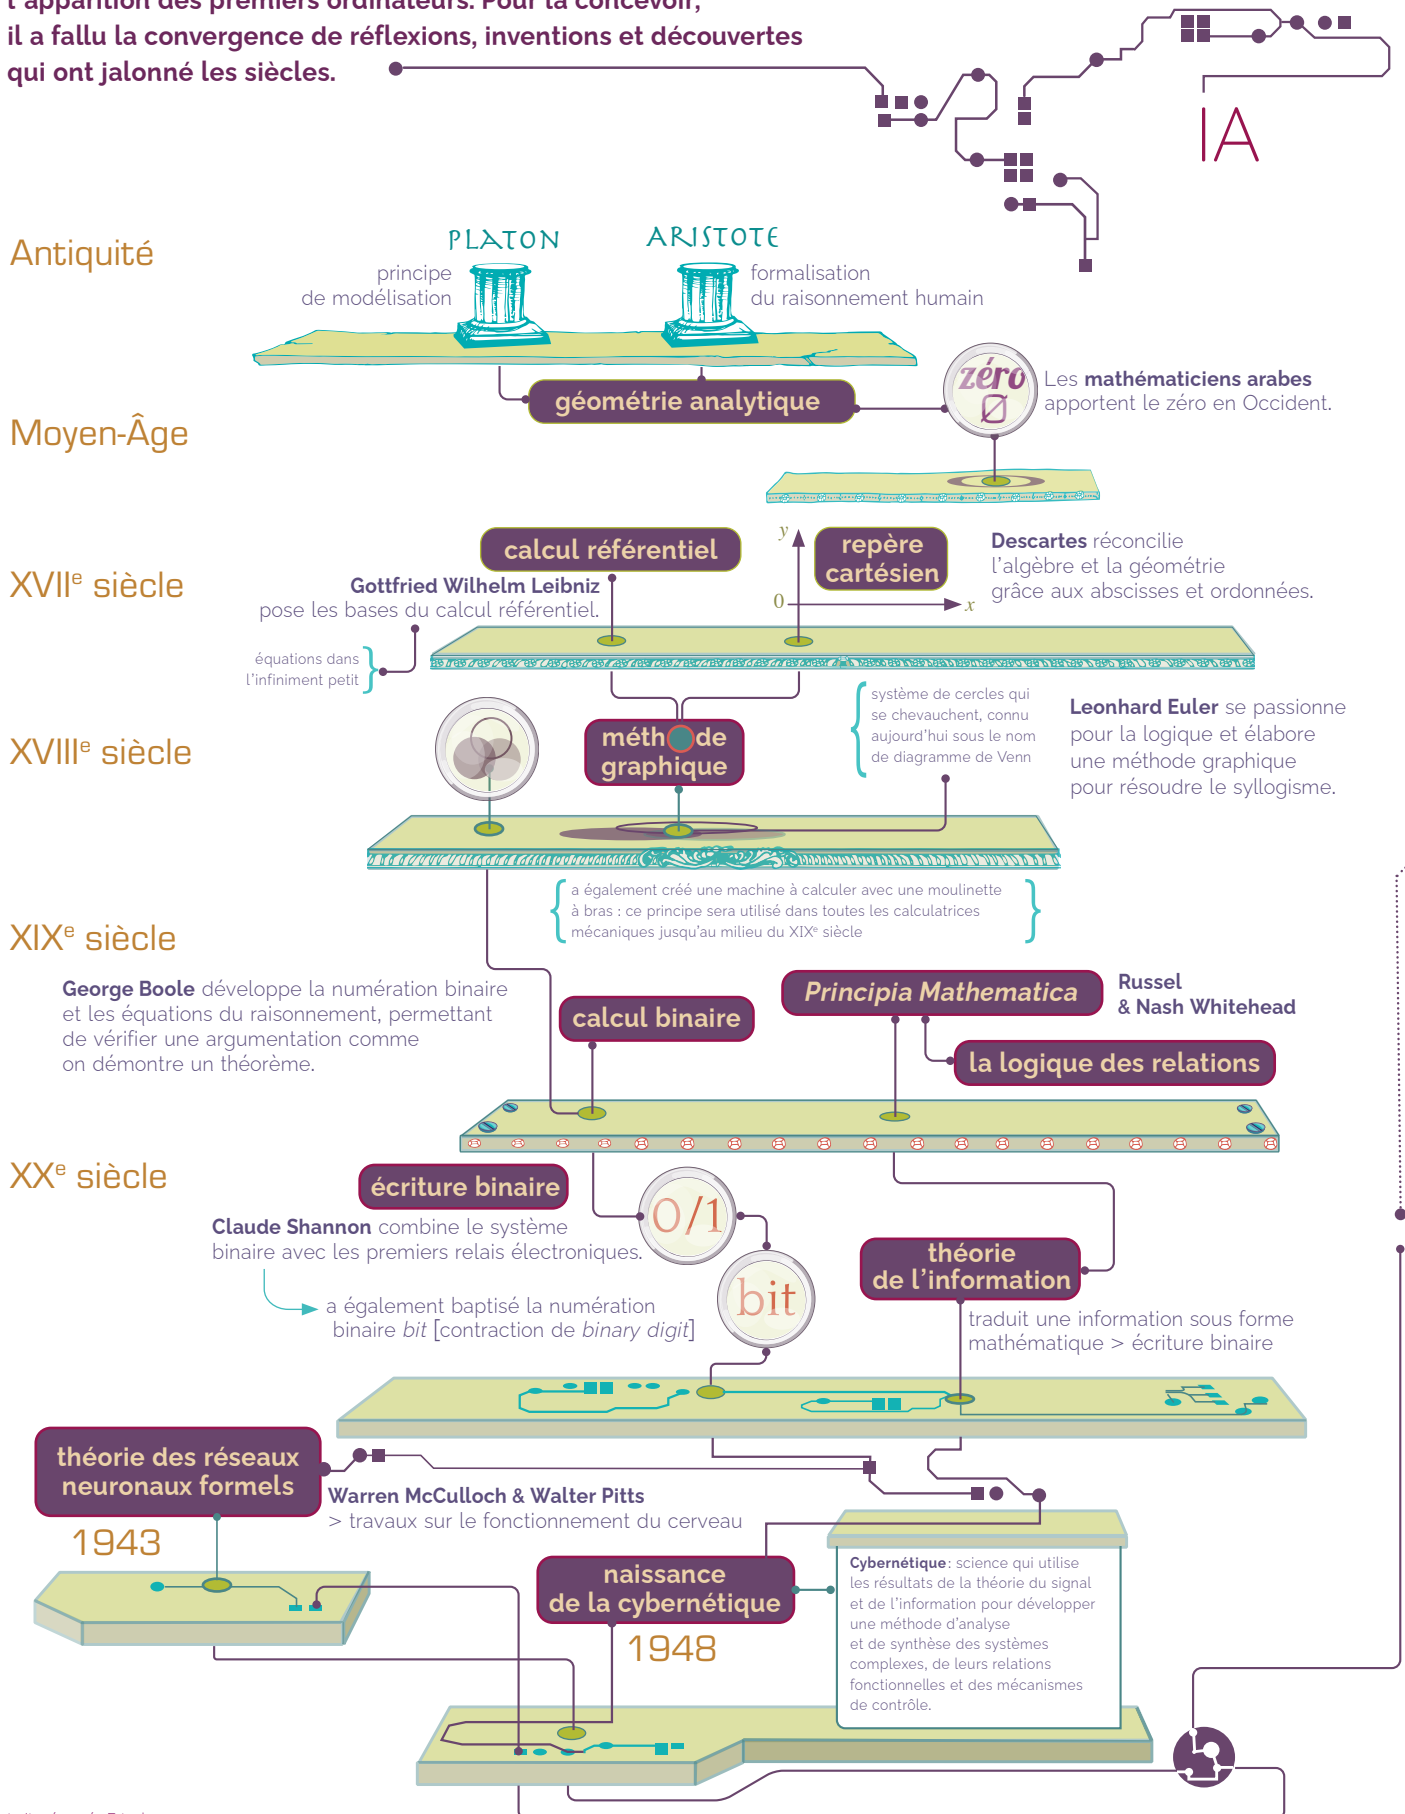 l'apparition des premiers ordinateurs. Pour la concevoir,
il a fallu la convergence de réflexions, inventions et découvertes
qui ont jalonné les siècles.
IA
Antiquité
PLATON
principe
de modélisation
ARISTOTE
formalisation
du raisonnement humain
géométrie analytique
zéro
0
Les mathématiciens arabes
apportent le zéro en Occident.
Moyen-Âge
XVIIe siècle
calcul référentiel
Gottfried Wilhelm Leibniz
pose les bases du calcul référentiel.
équations dans
l'infiniment petit
y
0
x
repère
cartésien
Descartes réconcilie
l'algèbre et la géométrie
grâce aux abscisses et ordonnées.
XVIIIe siècle
méthode
graphique
système de cercles qui
se chevauchent, connu
aujourd'hui sous le nom
de diagramme de Venn
Leonhard Euler se passionne
pour la logique et élabore
une méthode graphique
pour résoudre le syllogisme.
a également créé une machine à calculer avec une moulinette
à bras : ce principe sera utilisé dans toutes les calculatrices
mécaniques jusqu'au milieu du XIXe siècle
XIXe siècle
George Boole développe la numération binaire
et les équations du raisonnement, permettant
de vérifier une argumentation comme
on démontre un théorème.
calcul binaire
Principia Mathematica
Russel
& Nash Whitehead
la logique des relations
XXe siècle
écriture binaire
0/1
Claude Shannon combine le système
binaire avec les premiers relais électroniques.
a également baptisé la numération
binaire bit [contraction de binary digit]
bit
théorie
de l'information
traduit une information sous forme
mathématique > écriture binaire
théorie des réseaux
neuronaux formels
1943
Warren McCulloch & Walter Pitts
> travaux sur le fonctionnement du cerveau
naissance
de la cybernétique
1948
Cybernétique : science qui utilise
les résultats de la théorie du signal
et de l'information pour développer
une méthode d'analyse
et de synthèse des systèmes
complexes, de leurs relations
fonctionnelles et des mécanismes
de contrôle.